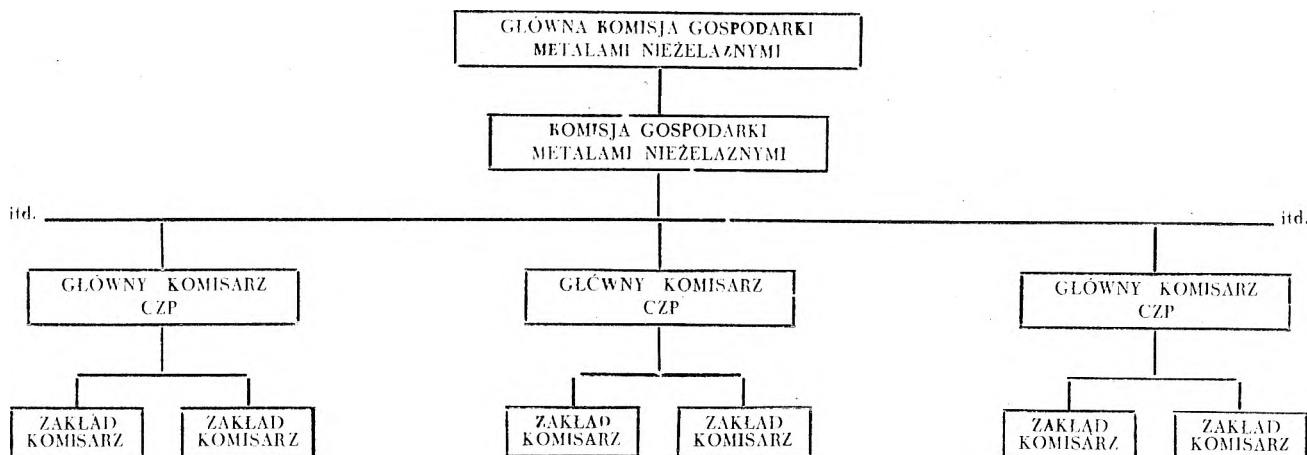 GŁÓWNA KOMISJA GOSPODARKI
METALAMI NIEŻELAZNYMI
KOMISJA GOSPODARKI
METALAMI NIEŻELAZNYMI
itd.
itd.
GŁÓWNY KOMISARZ
CZP
GŁÓWNY KOMISARZ
CZP
GŁÓWNY KOMISARZ
CZP
ZAKŁAD
KOMISARZ
ZAKŁAD
KOMISARZ
ZAKŁAD
KOMISARZ
ZAKŁAD
KOMISARZ
ZAKŁAD
KOMISARZ
ZAKŁAD
KOMISARZ